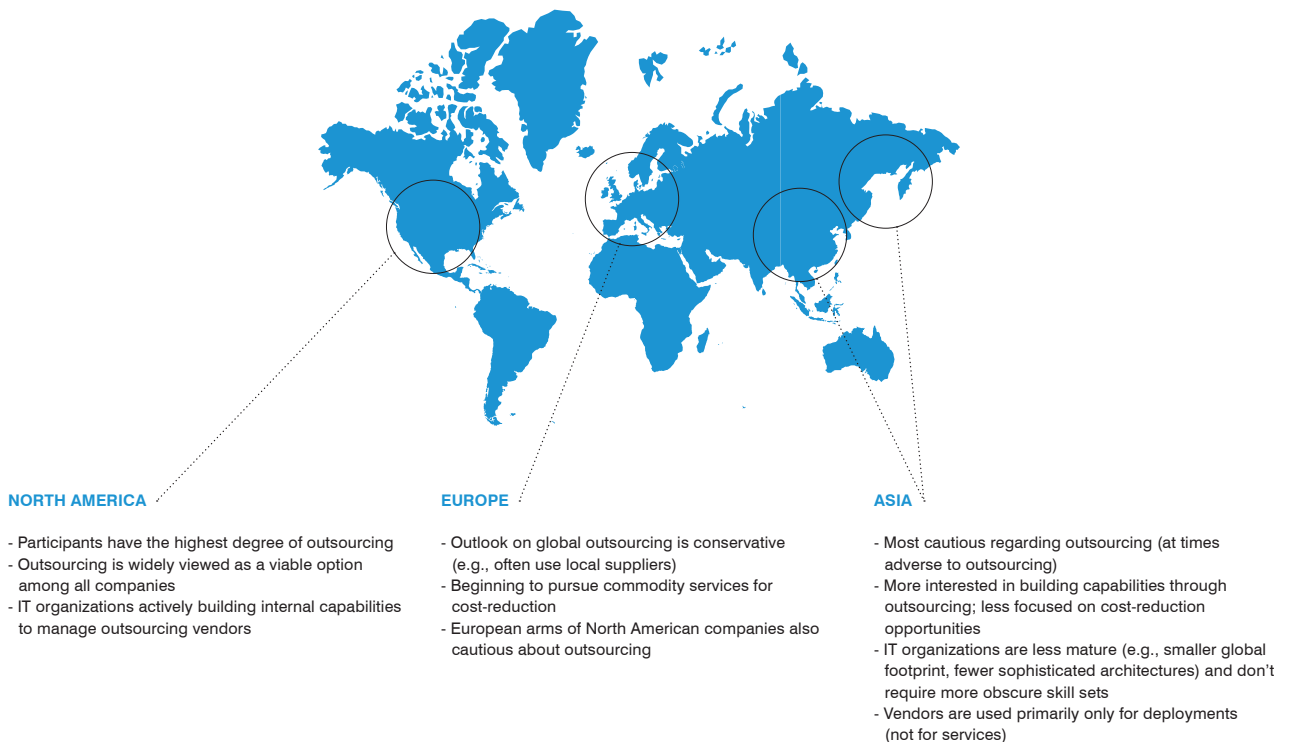 NORTH AMERICA
- Participants have the highest degree of outsourcing
- Outsourcing is widely viewed as a viable option
among all companies
- IT organizations actively building internal capabilities
to manage outsourcing vendors
EUROPE
- Outlook on global outsourcing is conservative
(e.g., often use local suppliers)
- Beginning to pursue commodity services for
cost-reduction
- European arms of North American companies also
cautious about outsourcing
ASIA
- Most cautious regarding outsourcing (at times
adverse to outsourcing)
- More interested in building capabilities through
outsourcing; less focused on cost-reduction
opportunities
- IT organizations are less mature (e.g., smaller global
footprint, fewer sophisticated architectures) and don’t
require more obscure skill sets
- Vendors are used primarily only for deployments
(not for services)